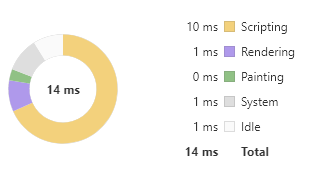 14 ms
10 ms Scripting
1 ms Rendering
0 ms Painting
1 ms System
1 ms Idle
14 ms Total